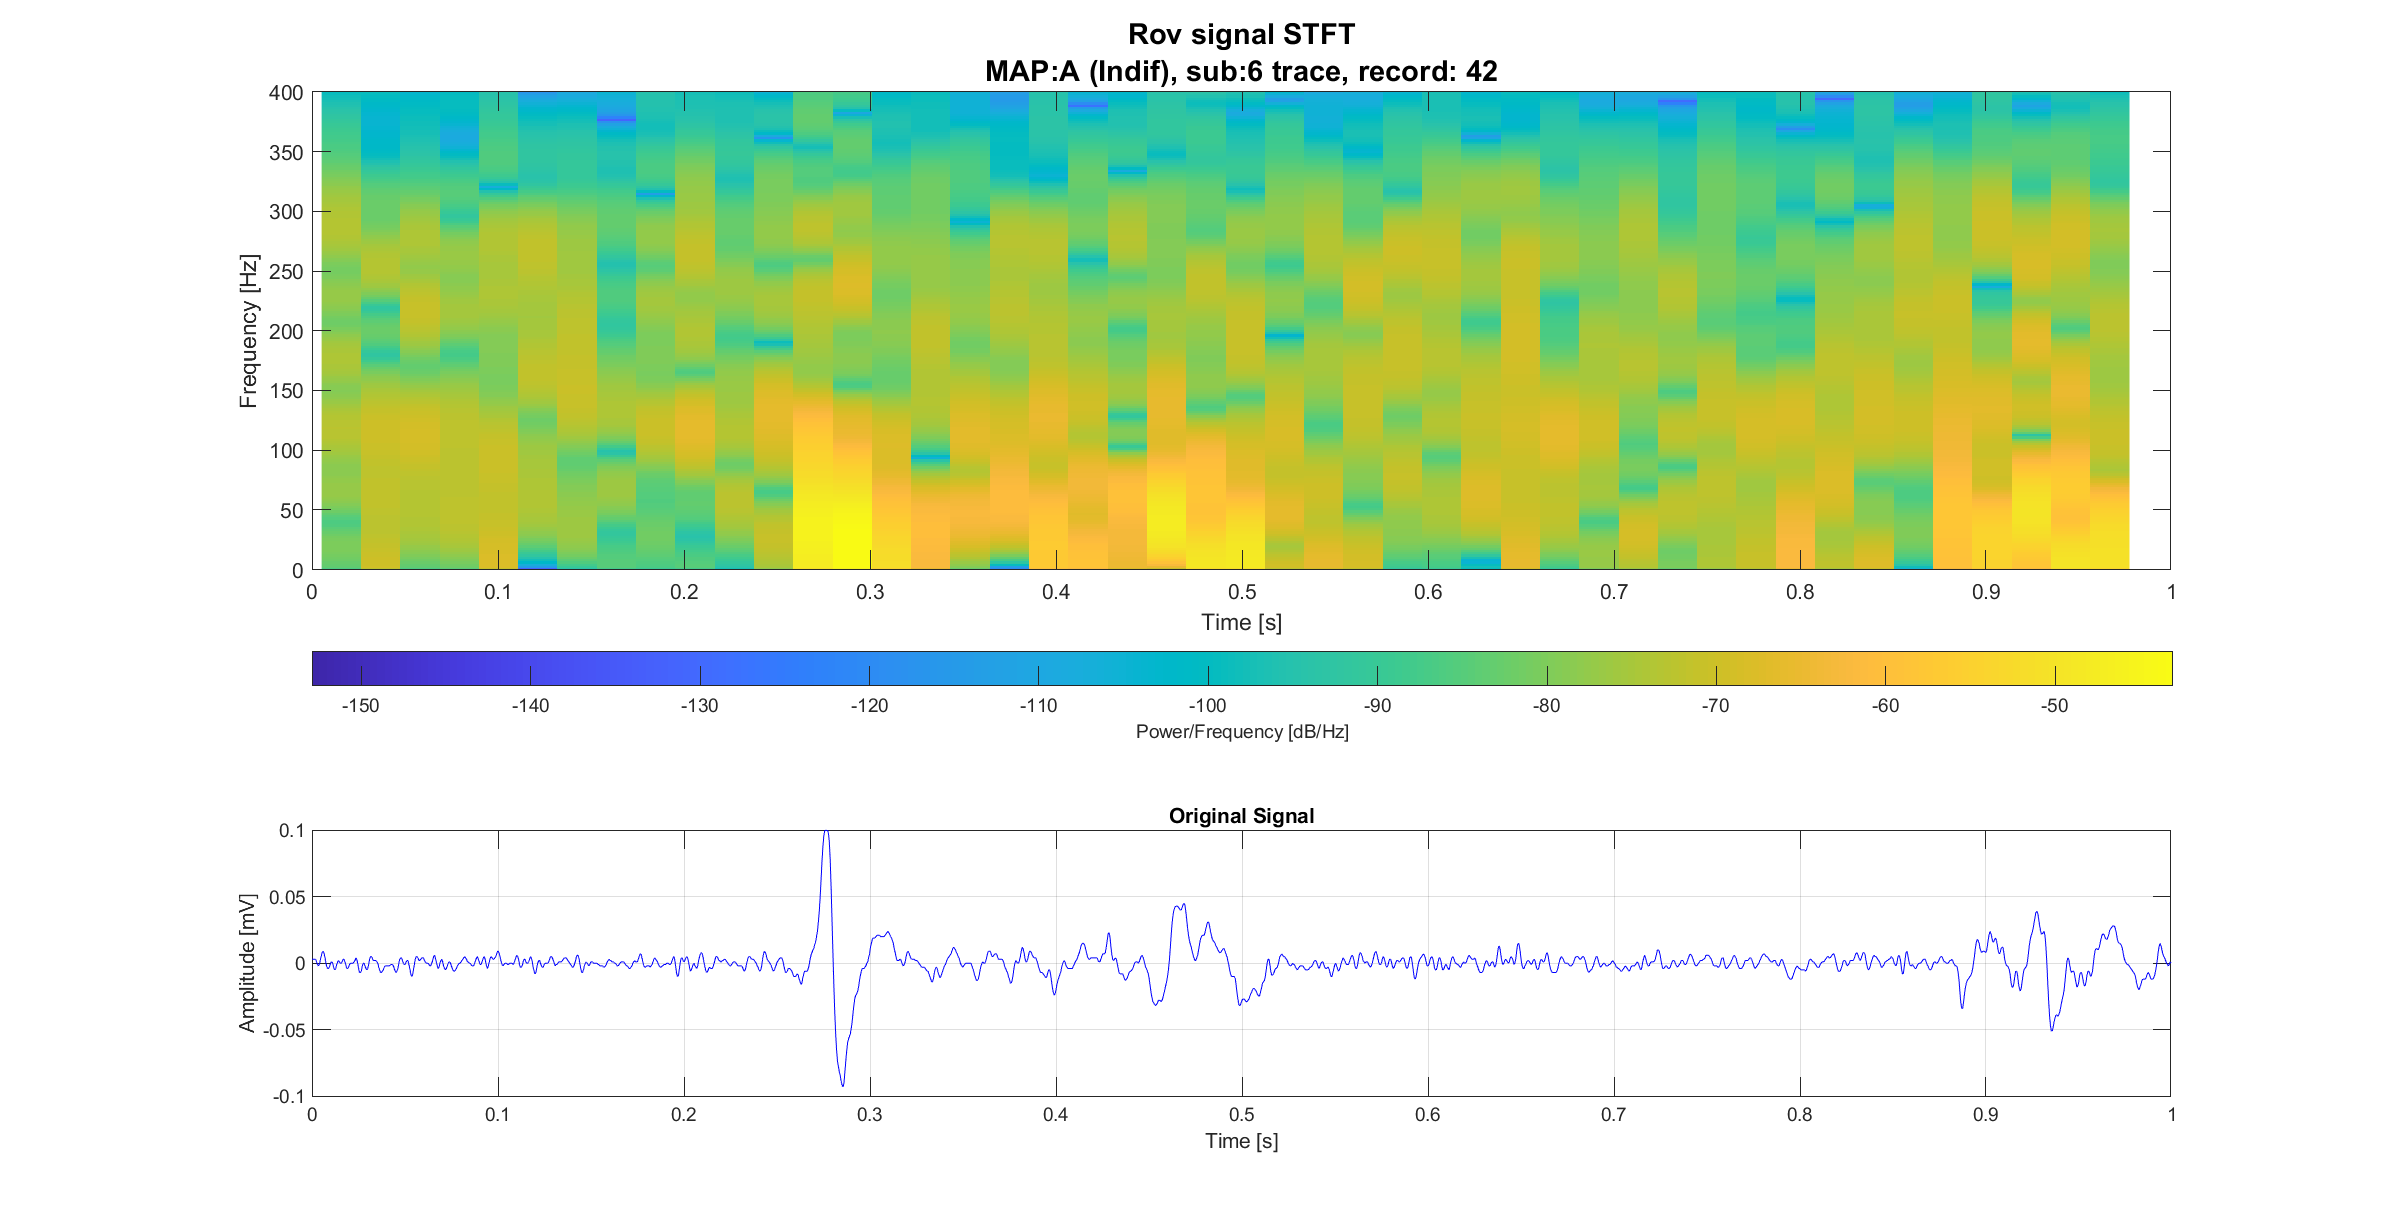 Rov signal STFT
MAP:A (Indif), sub:6 trace, record: 42
400
350
300
250
200
150
100
50
0
Frequency [Hz]
0 0.1 0.2 0.3 0.4 0.5 0.6 0.7 0.8 0.9 1
Time [s]
-150 -140 -130 -120 -110 -100 -90 -80 -70 -60 -50
Power/Frequency [dB/Hz]
Original Signal
0.1
0.05
0
-0.05
-0.1
Amplitude [mV]
0 0.1 0.2 0.3 0.4 0.5 0.6 0.7 0.8 0.9 1
Time [s]